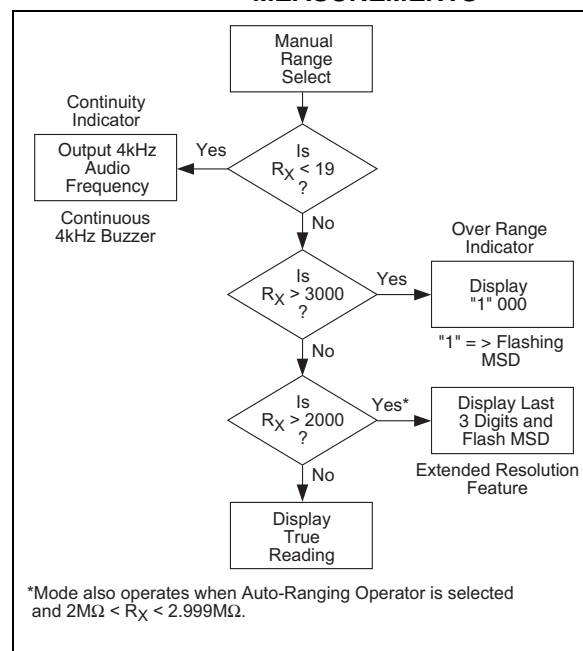 MEASUREMENTS
Manual
Range
Select
Continuity
Indicator
Output 4kHz
Audio
Frequency
Continuous
4kHz Buzzer
Yes
Is
RX < 19
?
No
Is
RX > 3000
?
Yes
Over Range
Indicator
Display
"1" 000
"1" = > Flashing
MSD
No
Is
RX > 2000
?
Yes*
Display Last
3 Digits and
Flash MSD
Extended Resolution
Feature
No
Display
True
Reading
*Mode also operates when Auto-Ranging Operator is selected
and 2MΩ < RX < 2.999MΩ.